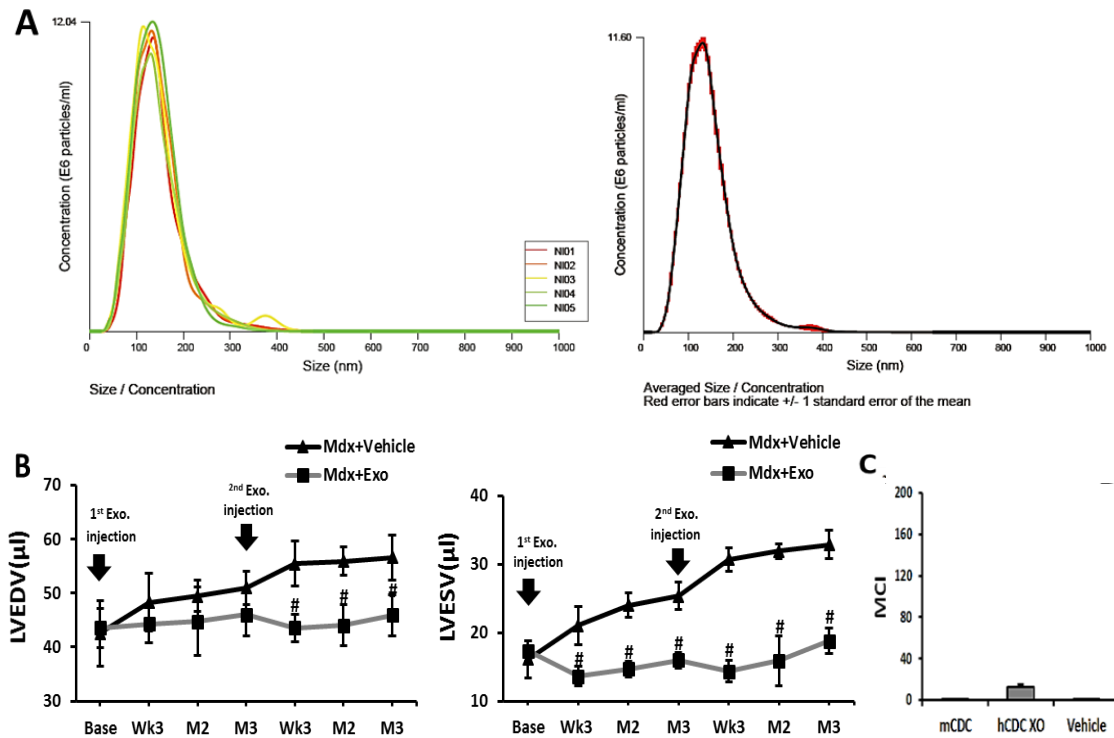 A
12.04
Concentration (E6 particles/ml)
NI01
NI02
NI03
NI04
NI05
0 100 200 300 400 500 600 700 800 900 1000
Size (nm)
Size / Concentration
11.60
Concentration (E6 particles/ml)
0
0 100 200 300 400 500 600 700 800 900 1000
Size (nm)
Averaged Size / Concentration
Red error bars indicate +/- 1 standard error of the mean
B
Mdx+Vehicle
Mdx+Exo
1st Exo.
injection
2nd Exo.
injection
LVEDV(µl)
70
60
50
40
30
# # #
Base Wk3 M2 M3 Wk3 M2 M3
Mdx+Vehicle
Mdx+Exo
1st Exo.
injection
2nd Exo.
injection
LVESV(µl)
40
30
20
10
# # # # # #
Base Wk3 M2 M3 Wk3 M2 M3
C
MCI
200
160
120
80
40
0
mCDC hCDC XO Vehicle